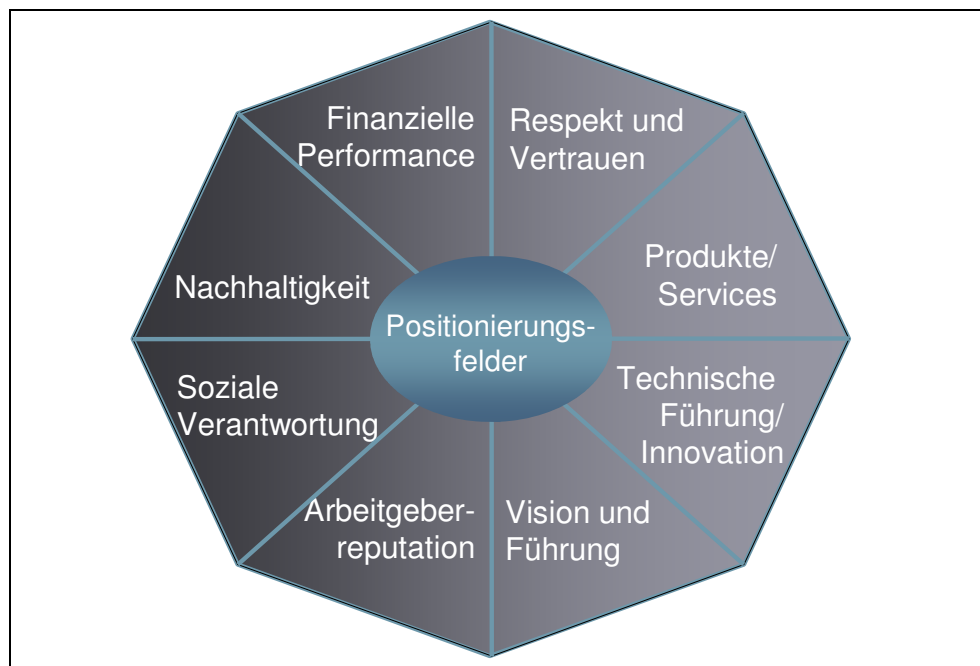 Finanzielle
Performance
Respekt und
Vertrauen
Produkte/
Services
Technische
Führung/
Innovation
Vision und
Führung
Arbeitgeber-
reputation
Soziale
Verantwortung
Nachhaltigkeit
Positionierungs-
felder